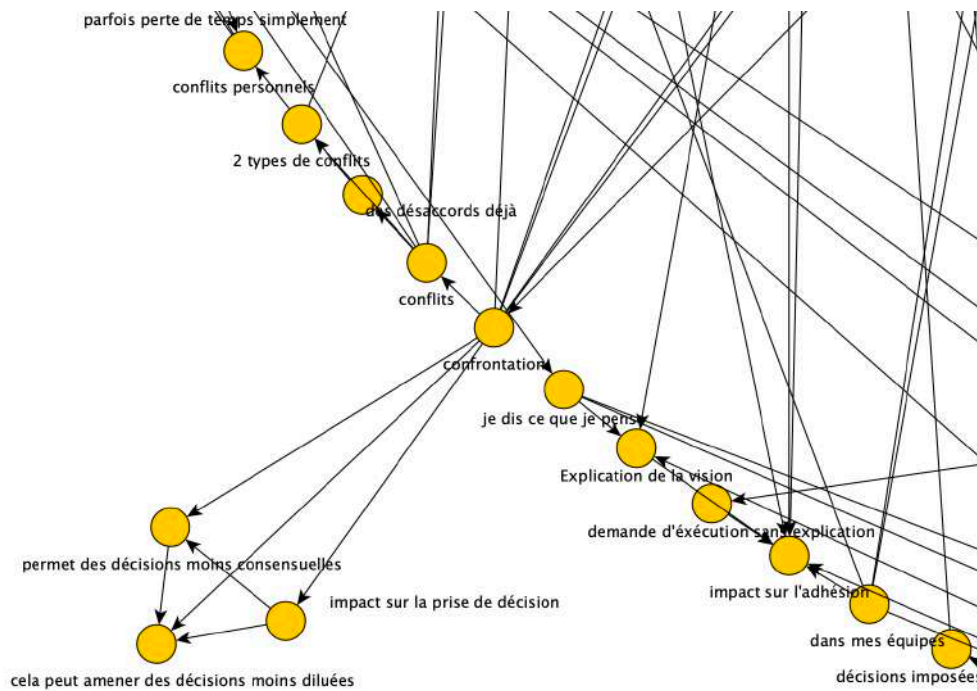 parfois perte de temps simplement
conflits personnels
2 types de conflits
des désaccords déjà
conflits
confrontation
je dis ce que je pense
Explication de la vision
demande d'éxécution sans explication
permet des décisions moins consensuelles
impact sur l'adhésion
impact sur la prise de décision
dans mes équipes
cela peut amener des décisions moins diluées
décisions imposée